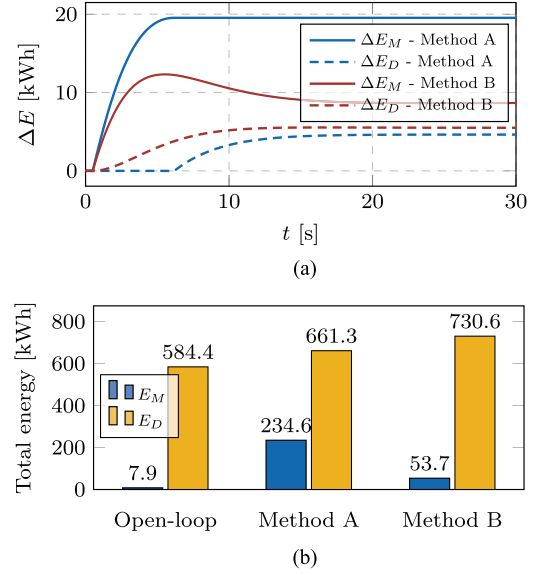 20
10
0
ΔE [kWh]
ΔE_M - Method A
ΔE_D - Method A
ΔE_M - Method B
ΔE_D - Method B
0
10
20
30
t [s]
(a)
Total energy [kWh]
800
600
400
200
0
E_M
E_D
7.9
584.4
234.6
661.3
53.7
730.6
Open-loop
Method A
Method B
(b)